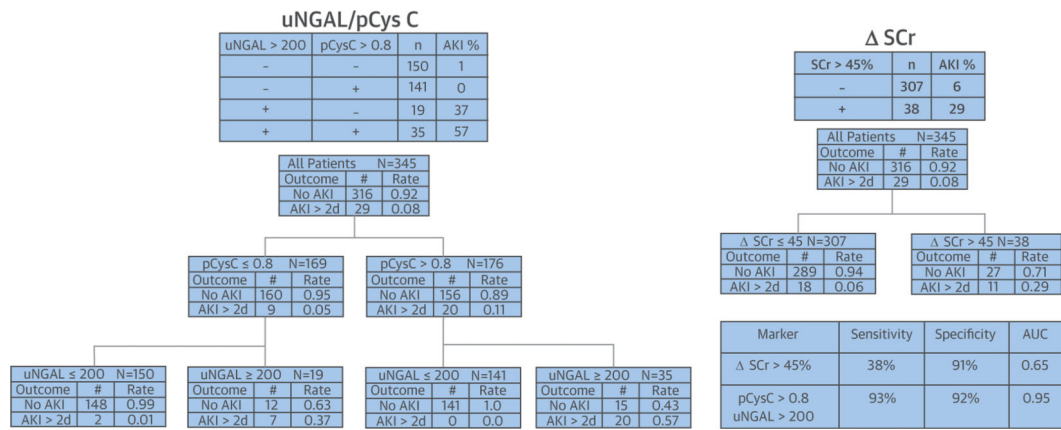 uNGAL/pCys C
uNGAL > 200 pCysC > 0.8 n AKI %
– – 150 1
– + 141 0
+ – 19 37
+ + 35 57
All Patients N=345
Outcome # Rate
No AKI 316 0.92
AKI > 2d 29 0.08
pCysC ≤ 0.8 N=169
Outcome # Rate
No AKI 160 0.95
AKI > 2d 9 0.05
pCysC > 0.8 N=176
Outcome # Rate
No AKI 156 0.89
AKI > 2d 20 0.11
uNGAL ≤ 200 N=150
Outcome # Rate
No AKI 148 0.99
AKI > 2d 2 0.01
uNGAL ≥ 200 N=19
Outcome # Rate
No AKI 12 0.63
AKI > 2d 7 0.37
uNGAL ≤ 200 N=141
Outcome # Rate
No AKI 141 1.0
AKI > 2d 0 0.0
uNGAL ≥ 200 N=35
Outcome # Rate
No AKI 15 0.43
AKI > 2d 20 0.57
Δ SCr
SCr > 45% n AKI %
– 307 6
+ 38 29
All Patients N=345
Outcome # Rate
No AKI 316 0.92
AKI > 2d 29 0.08
Δ SCr ≤ 45 N=307
Outcome # Rate
No AKI 289 0.94
AKI > 2d 18 0.06
Δ SCr > 45 N=38
Outcome # Rate
No AKI 27 0.71
AKI > 2d 11 0.29
Marker Sensitivity Specificity AUC
Δ SCr > 45% 38% 91% 0.65
pCysC > 0.8 93% 92% 0.95
uNGAL > 200